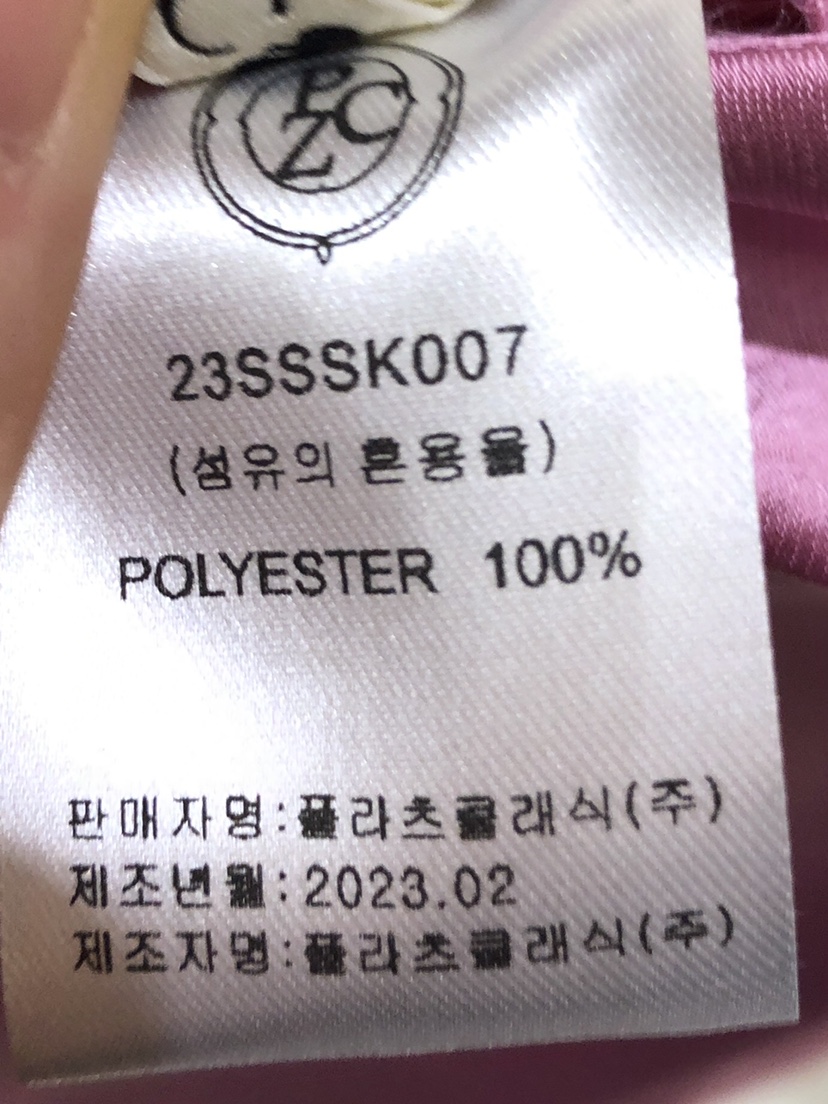 PZC
23SSSK007
(섬유의 혼용율)
POLYESTER 100%
판매자명:플라츠클래식(주)
제조년월:2023.02
제조자명:플라츠클래식(주)